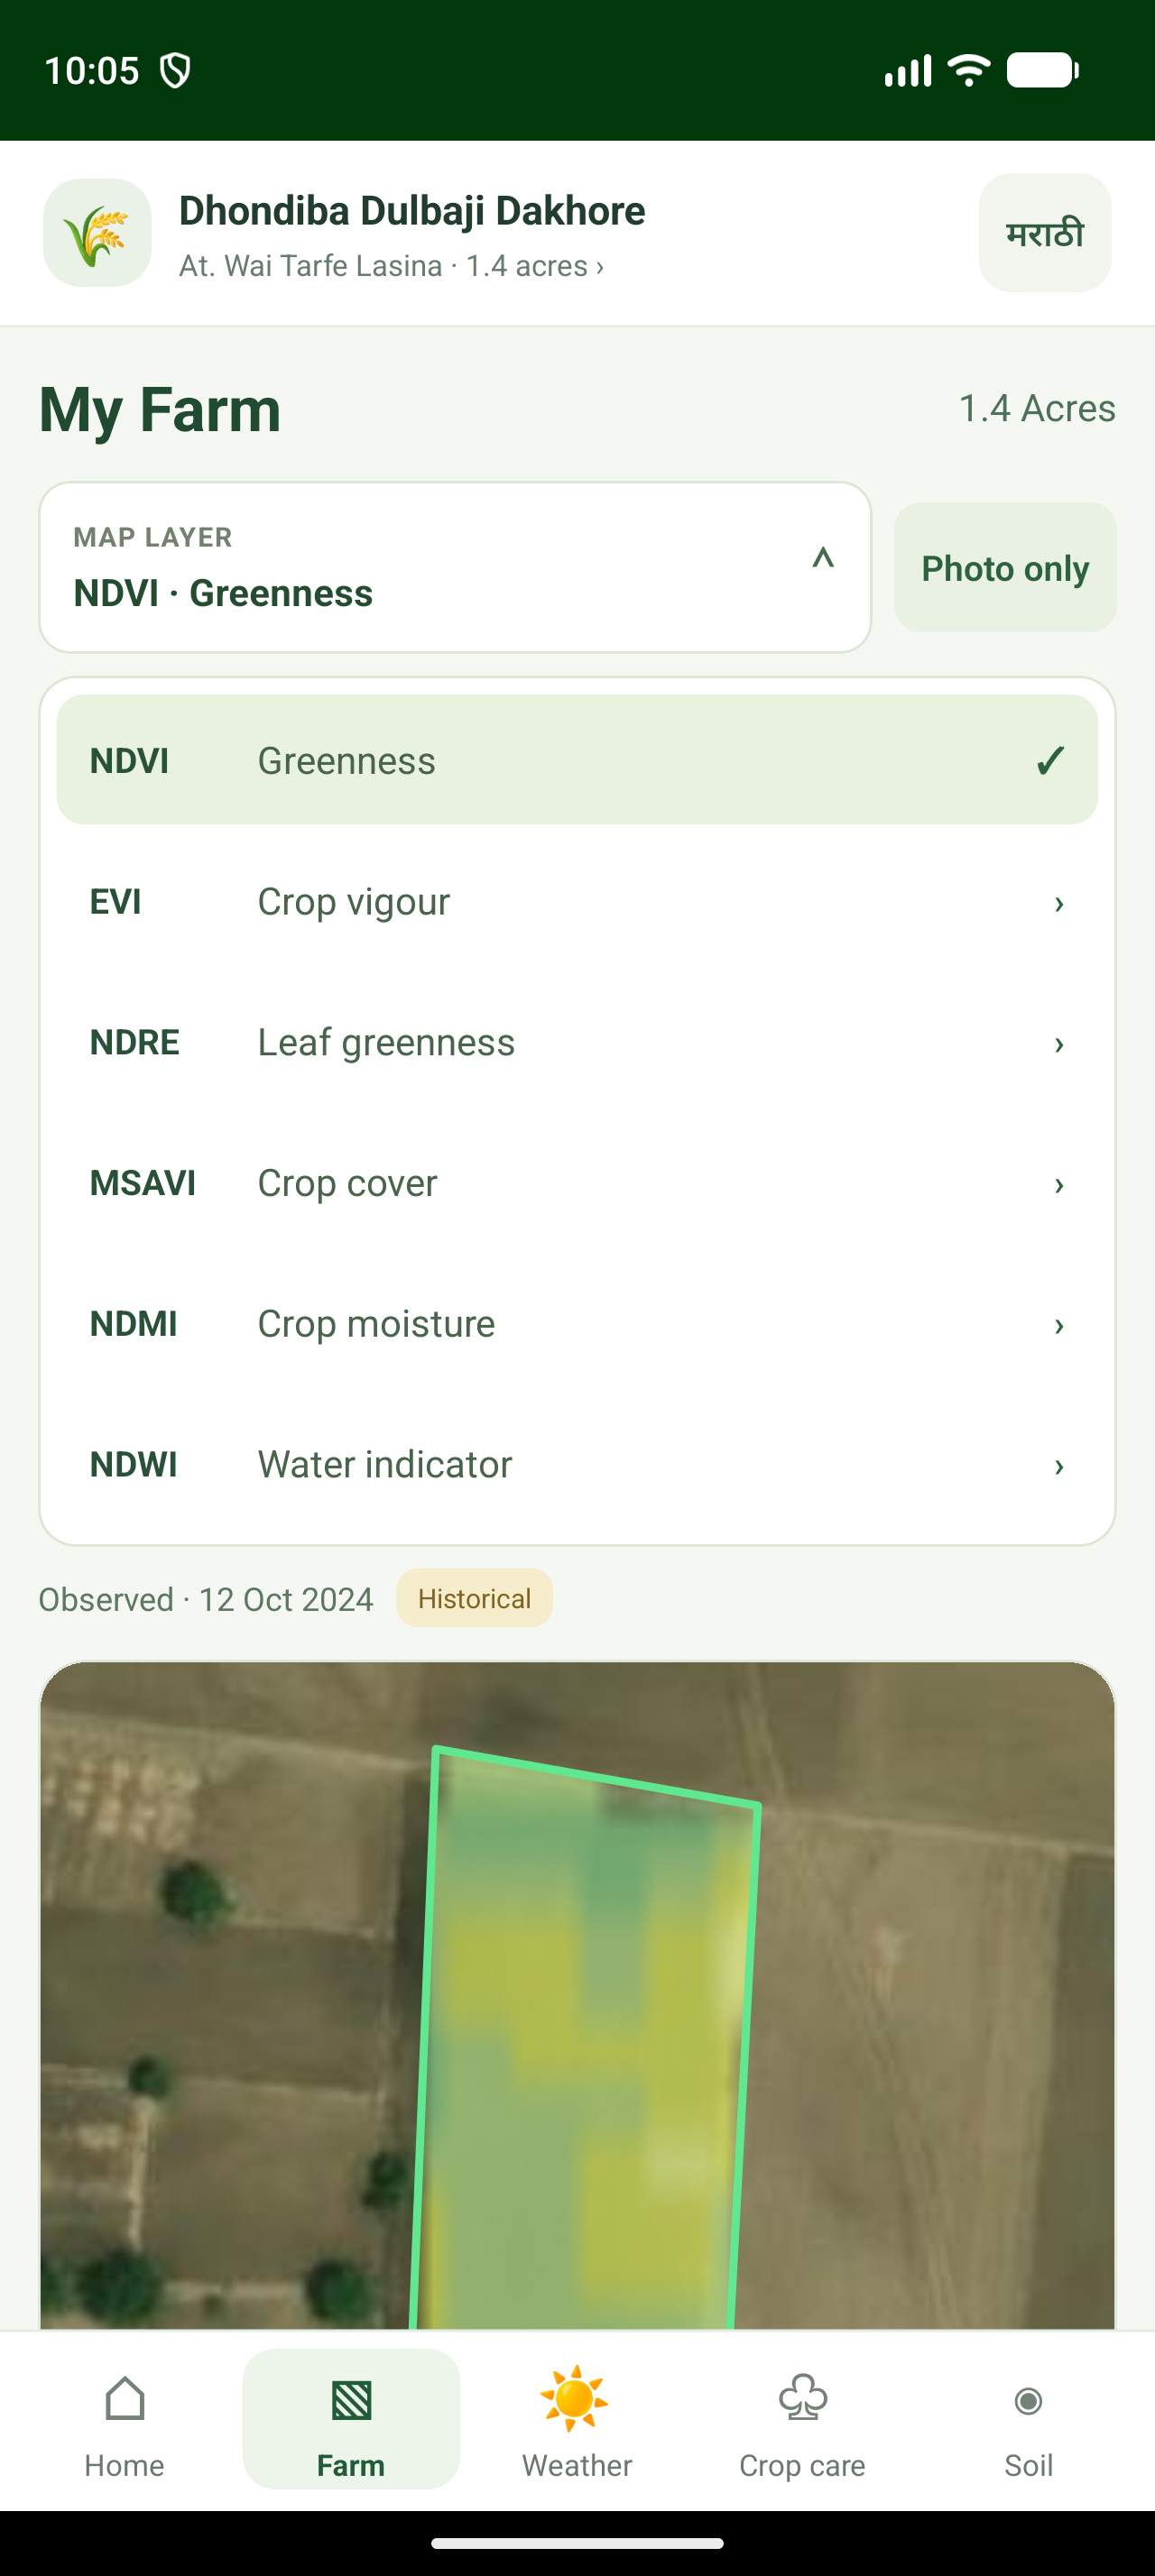 10:05
Dhondiba Dulbaji Dakhore
At. Wai Tarfe Lasina · 1.4 acres ›
मराठी
My Farm
1.4 Acres
MAP LAYER
NDVI · Greenness
Photo only
NDVI Greenness ✓
EVI Crop vigour ›
NDRE Leaf greenness ›
MSAVI Crop cover ›
NDMI Crop moisture ›
NDWI Water indicator ›
Observed · 12 Oct 2024 Historical
Home Farm Weather Crop care Soil